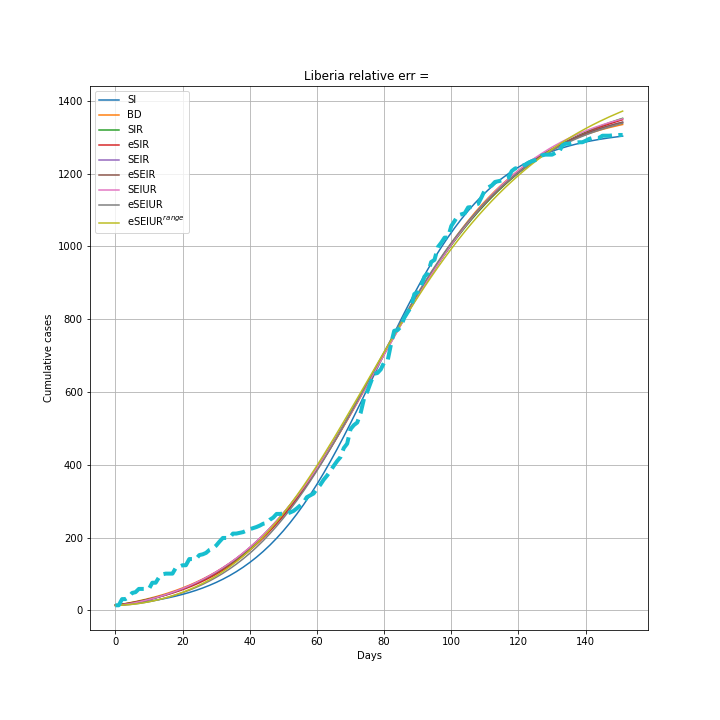 Liberia relative err =
SI
BD
SIR
eSIR
SEIR
eSEIR
SEIUR
eSEIUR
eSEIUR^range
Cumulative cases
1400
1200
1000
800
600
400
200
0
0 20 40 60 80 100 120 140
Days